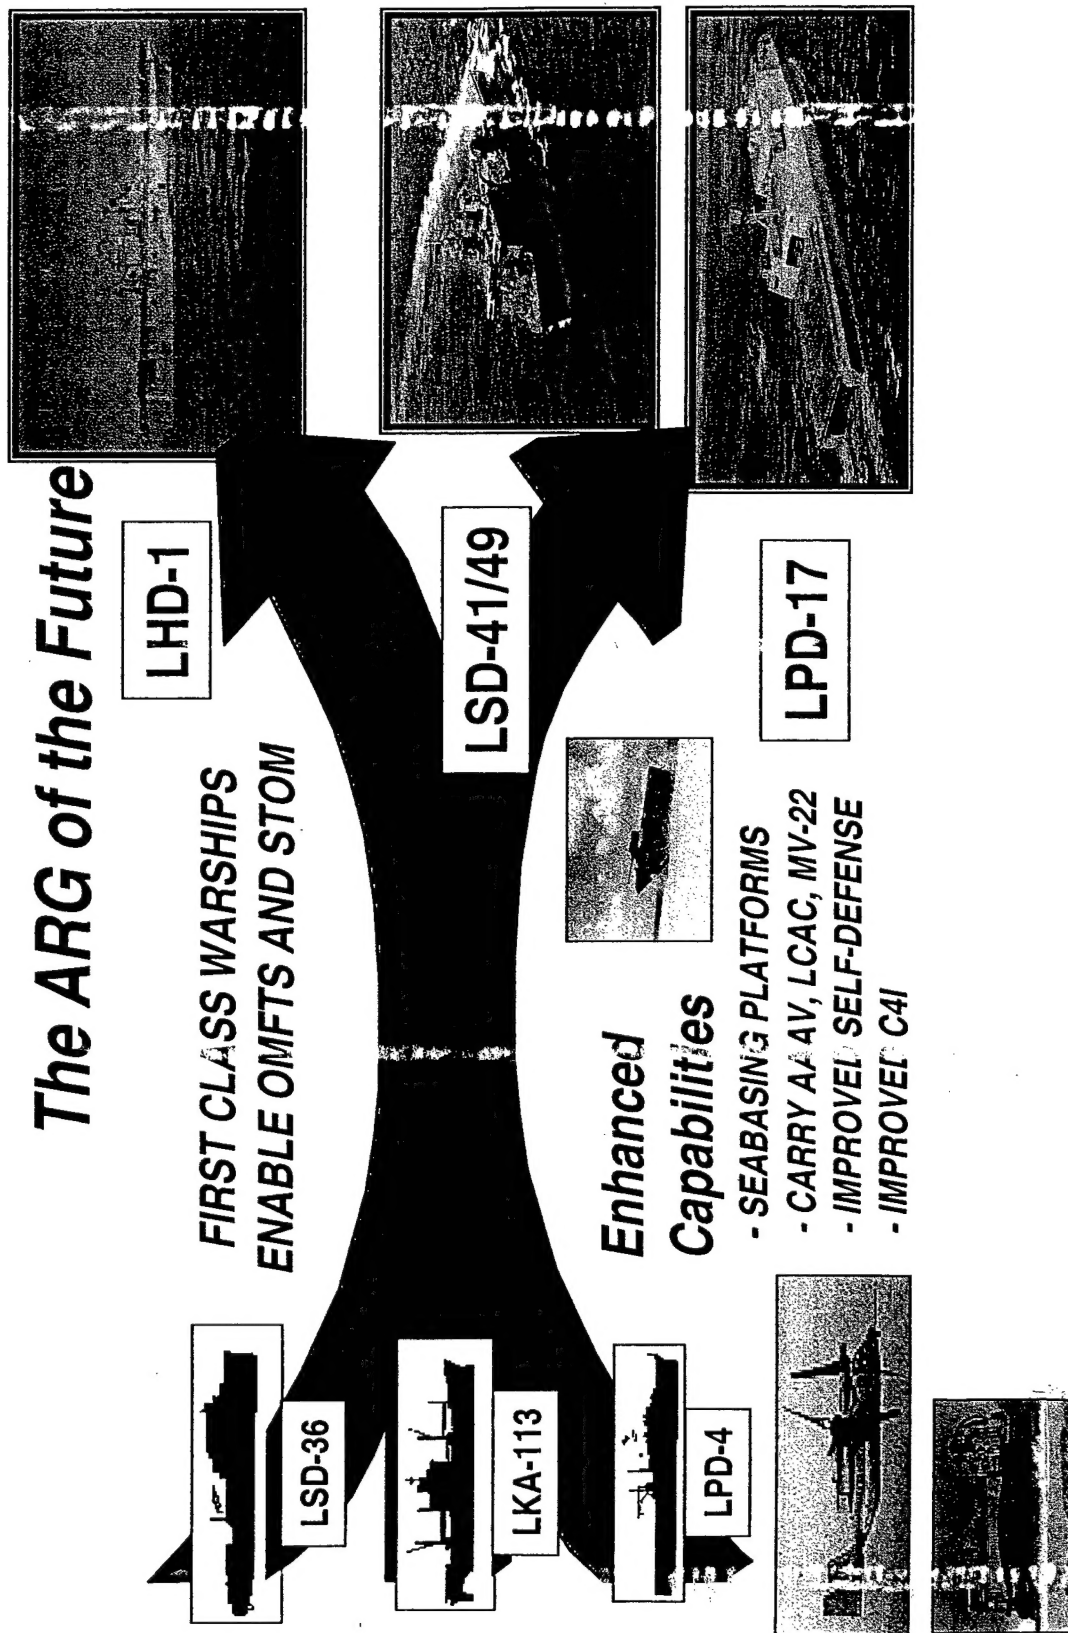 The ARG of the Future
FIRST CLASS WARSHIPS
ENABLE OMFTS AND STOM
LHD-1
LSD-41/49
LPD-17
LSD-36
LKA-113
LPD-4
Enhanced
Capabilities
- SEABASING PLATFORMS
- CARRY AAAV, LCAC, MV-22
- IMPROVED SELF-DEFENSE
- IMPROVED C4I